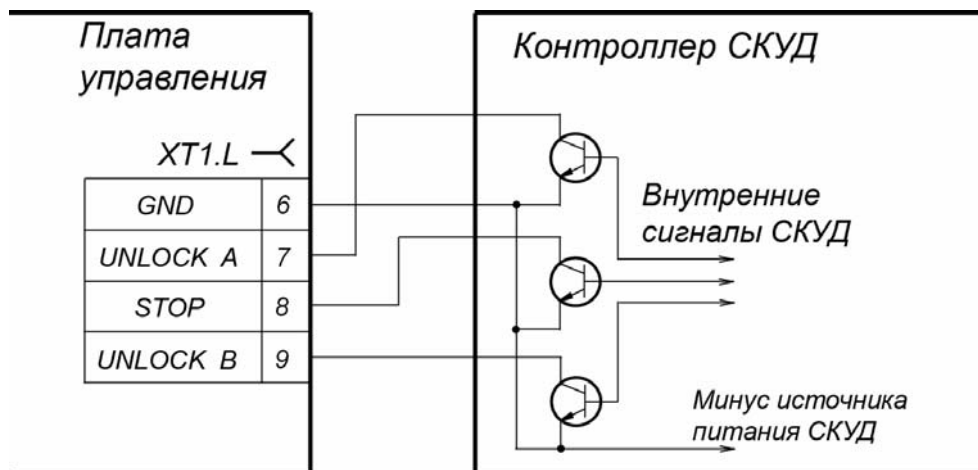 Плата
управления
Контроллер СКУД
XT1.L
GND 6
UNLOCK A 7
STOP 8
UNLOCK B 9
Внутренние
сигналы СКУД
Минус источника
питания СКУД